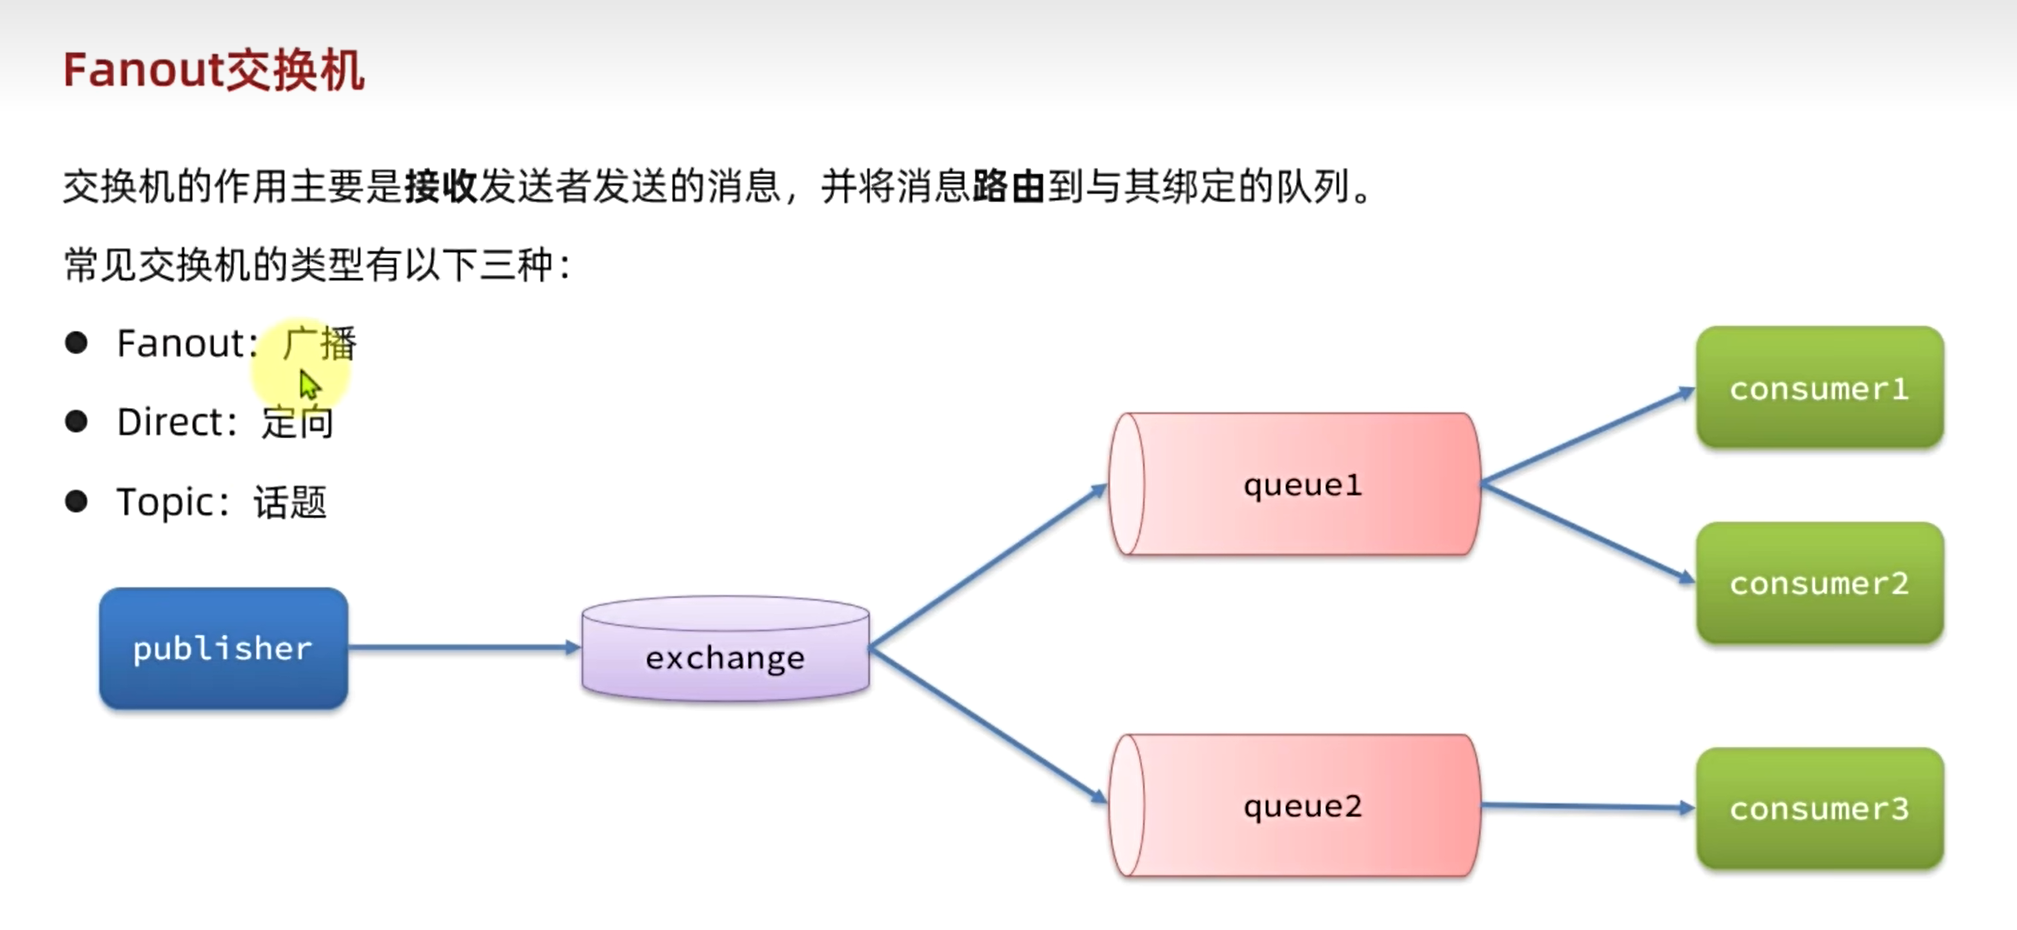 Fanout交换机
交换机的作用主要是接收发送者发送的消息，并将消息路由到与其绑定的队列。
常见交换机的类型有以下三种：
● Fanout：广播
● Direct：定向
● Topic：话题
publisher
exchange
queue1
queue2
consumer1
consumer2
consumer3